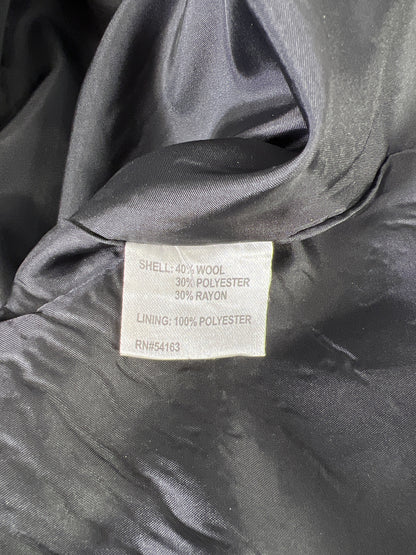 SHELL: 40% WOOL
30% POLYESTER
30% RAYON
LINING: 100% POLYESTER
RN#54163